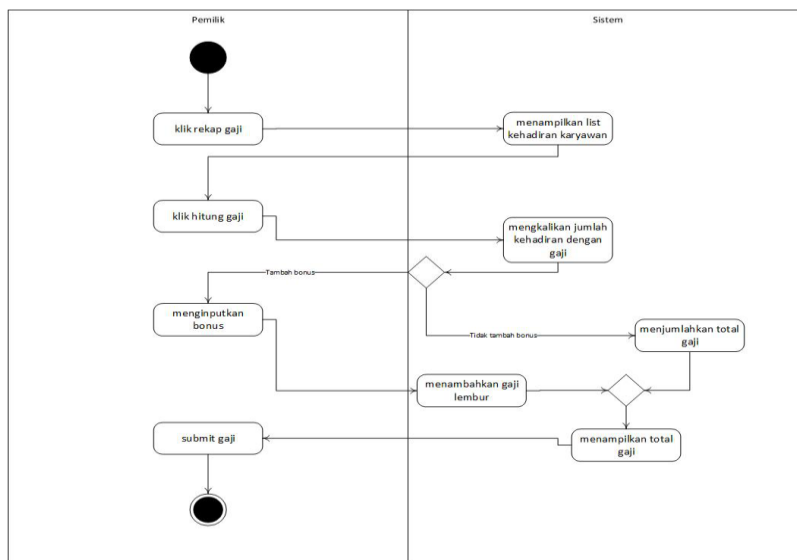 Pemilik
Sistem
klik rekap gaji
menampilkan list
kehadiran karyawan
klik hitung gaji
mengkalikan jumlah
kehadiran dengan
gaji
Tambah bonus
menginputkan
bonus
Tidak tambah bonus
menjumlahkan total
gaji
menambahkan gaji
lembur
submit gaji
menampilkan total
gaji